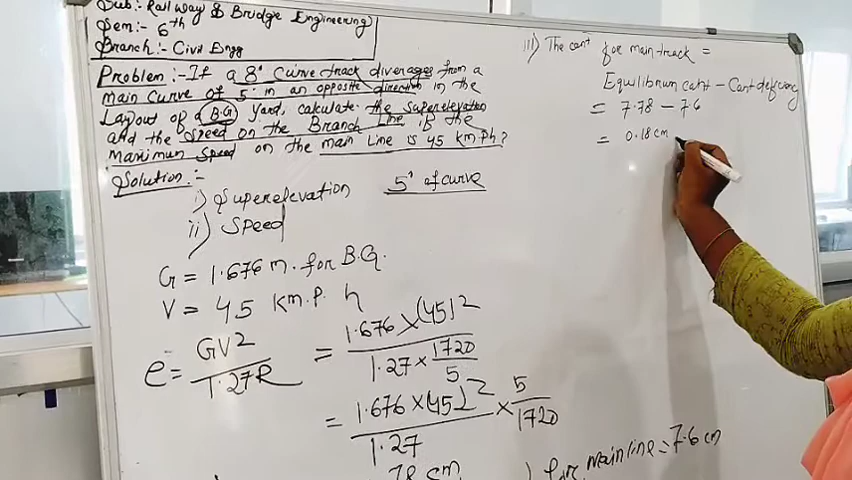 Sub:- Railway & Bridge Engineering
Sem:- 6th
Branch:- Civil Engg
Problem:- If a 8° curve track diverges from a
main curve of 5° in an opposite direction in the
Layout of a B.G yard, calculate the superelevation
and the speed on the Branch Line if the
Maximum speed on the main Line is 45 kmph?
Solution:-
i) Superelevation
5° of curve
ii) Speed
G = 1.676 m. for B.G.
V = 45 k.m.p. h
e = GV2 / 1.27R = 1.676 × (45)2 / 1.27 × 1720/5
= 1.676 × (45)2 / 1.27 × 5/1720
78 cm
) for main line = 7.6 cm
iii) The cant for main track =
Equilibrium cant - Cant deficiency
= 7.78 - 7.6
= 0.18 cm